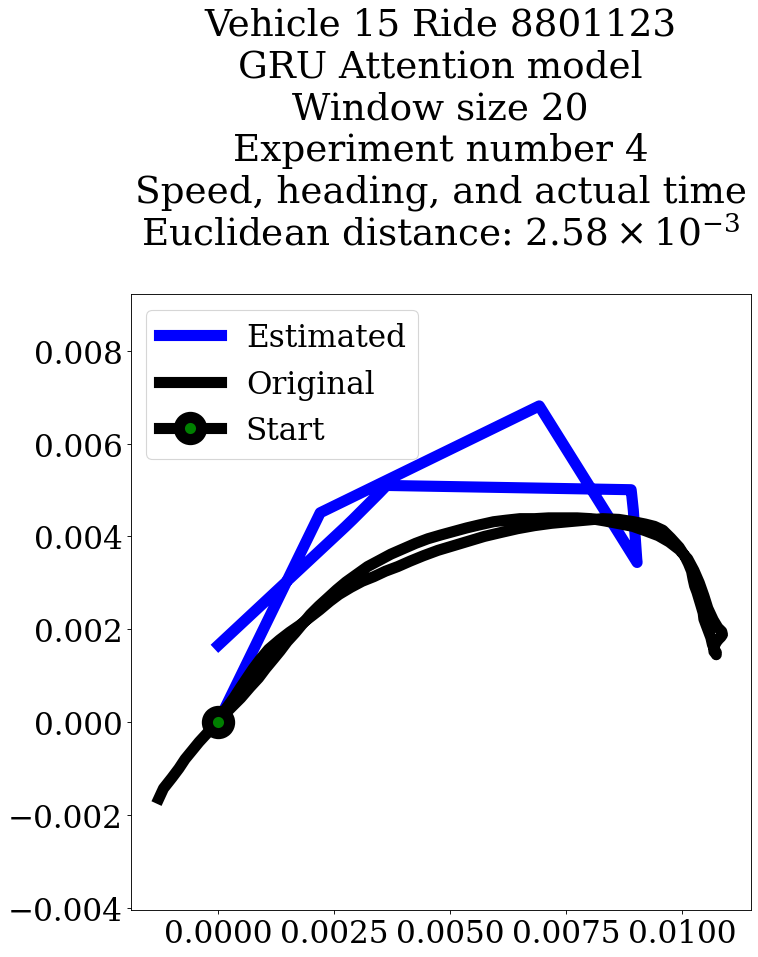 Vehicle 15 Ride 8801123
GRU Attention model
Window size 20
Experiment number 4
Speed, heading, and actual time
Euclidean distance: 2.58 × 10⁻³
Estimated
Original
Start
0.008
0.006
0.004
0.002
0.000
−0.002
−0.004
0.0000 0.0025 0.0050 0.0075 0.0100